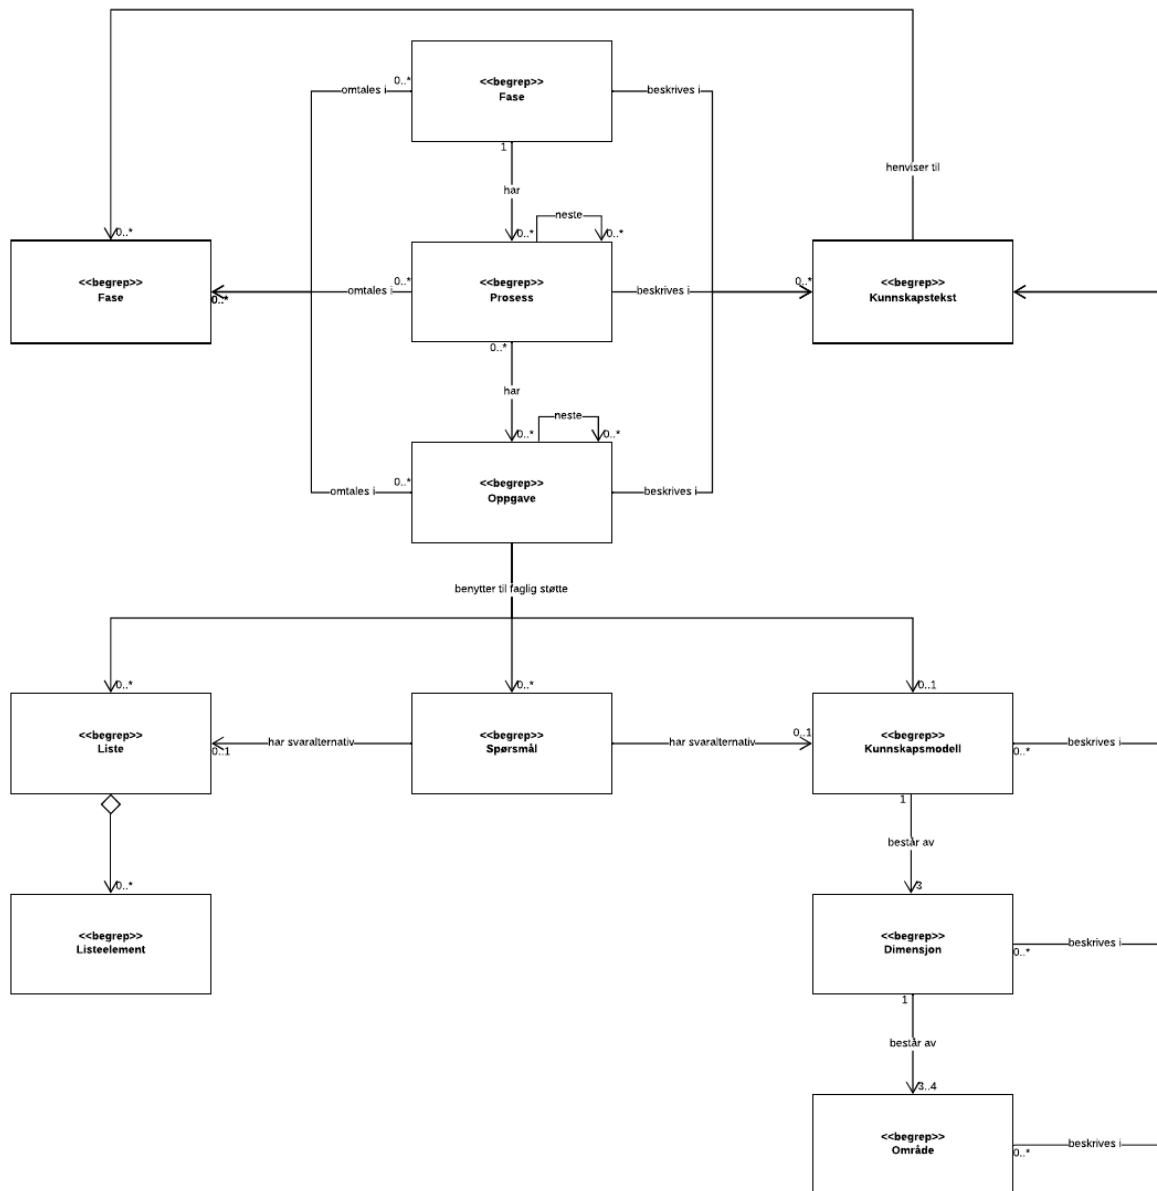 <<begrep>>
Fase
0..*
omtales i
beskrives i
1
har
henviser til
neste
0..*
0..*
0..*
<<begrep>>
Fase
0..*
omtales i
0..*
<<begrep>>
Prosess
beskrives i
0..*
<<begrep>>
Kunnskapstekst
0..*
har
neste
0..*
0..*
0..*
omtales i
<<begrep>>
Oppgave
beskrives i
benytter til faglig støtte
0..*
0..*
0..1
<<begrep>>
Liste
0..1
har svaralternativ
<<begrep>>
Spørsmål
har svaralternativ
0..1
<<begrep>>
Kunnskapsmodell
0..*
beskrives i
1
består av
0..*
3
<<begrep>>
Listeelement
<<begrep>>
Dimensjon
0..*
beskrives i
1
består av
3..4
<<begrep>>
Område
0..*
beskrives i